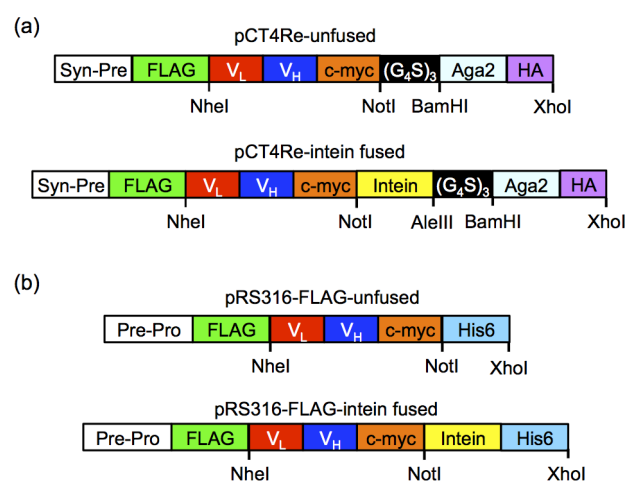 (a)
pCT4Re-unfused
Syn-Pre FLAG VL VH c-myc (G4S)3 Aga2 HA
NheI NotI BamHI XhoI
pCT4Re-intein fused
Syn-Pre FLAG VL VH c-myc Intein (G4S)3 Aga2 HA
NheI NotI AleIII BamHI XhoI
(b)
pRS316-FLAG-unfused
Pre-Pro FLAG VL VH c-myc His6
NheI NotI XhoI
pRS316-FLAG-intein fused
Pre-Pro FLAG VL VH c-myc Intein His6
NheI NotI XhoI